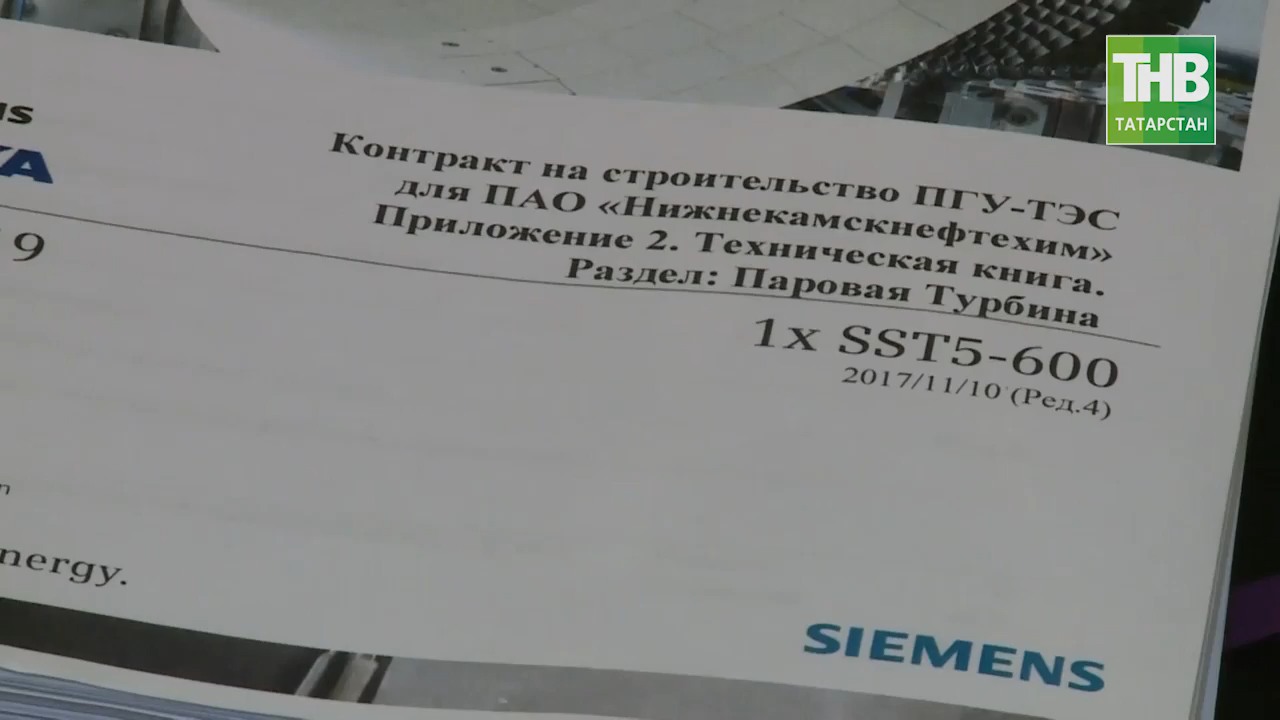 ТНВ
ТАТАРСТАН
Контракт на строительство ПГУ-ТЭС
для ПАО «Нижнекамскнефтехим»
Приложение 2. Техническая книга.
Раздел: Паровая Турбина
1x SST5-600
2017/11/10 (Ред.4)
9
nergy.
SIEMENS